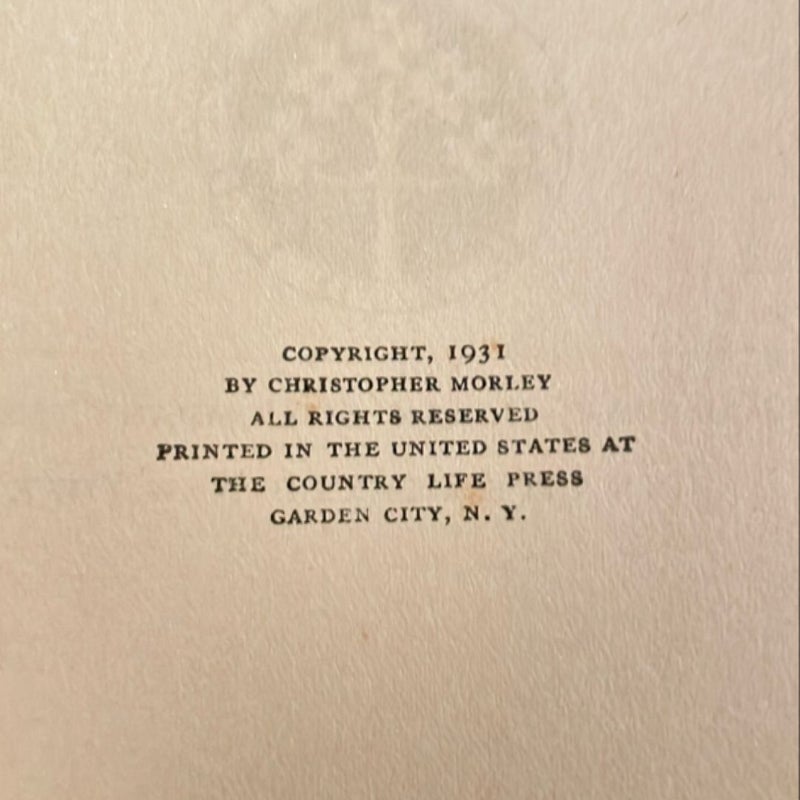 COPYRIGHT, 1931
BY CHRISTOPHER MORLEY
ALL RIGHTS RESERVED
PRINTED IN THE UNITED STATES AT
THE COUNTRY LIFE PRESS
GARDEN CITY, N. Y.